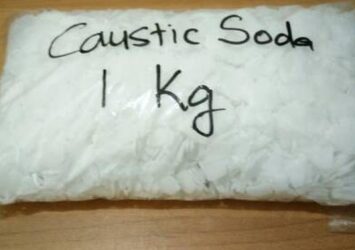 Caustic Soda
1 Kg